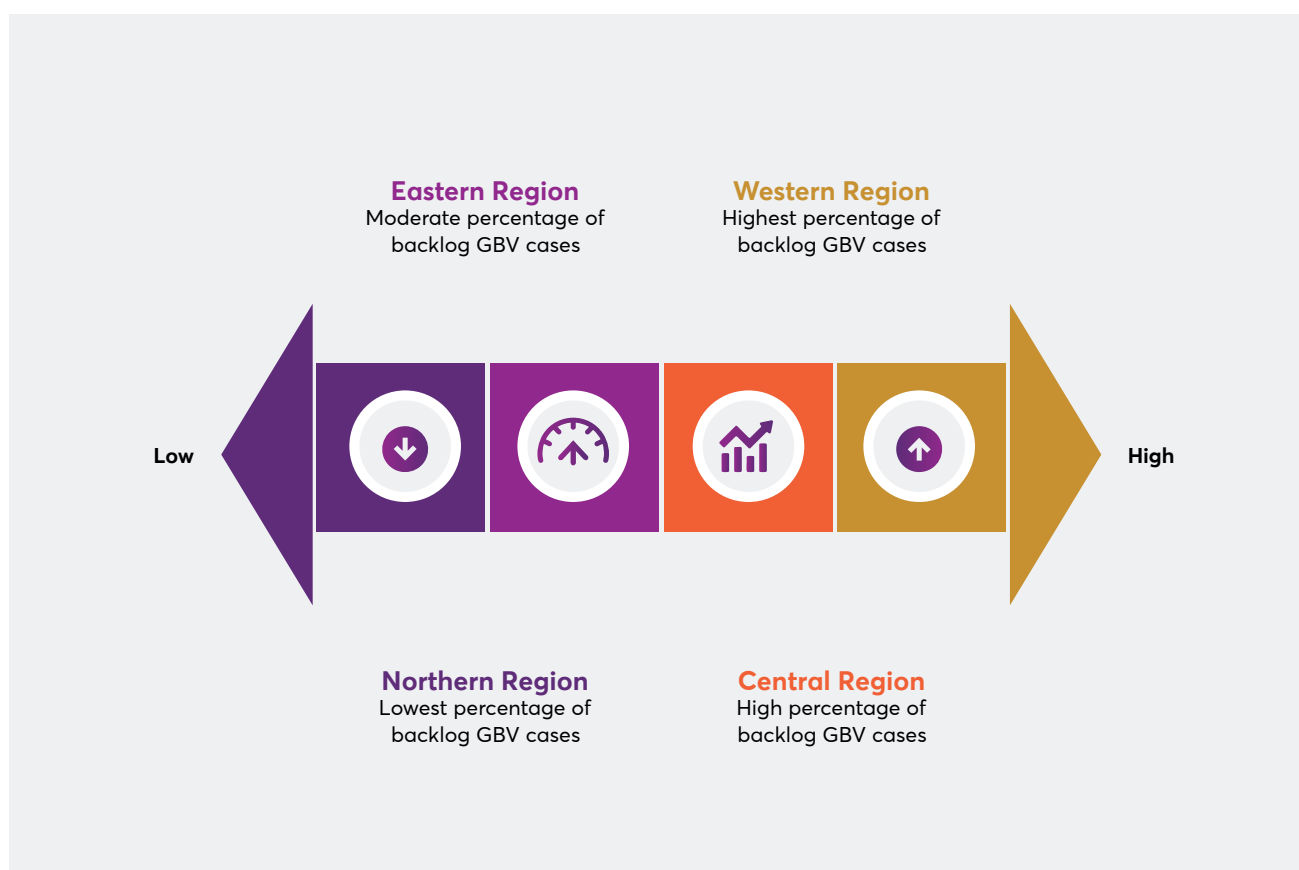 Eastern Region
Moderate percentage of
backlog GBV cases
Western Region
Highest percentage of
backlog GBV cases
Low
High
Northern Region
Lowest percentage of
backlog GBV cases
Central Region
High percentage of
backlog GBV cases